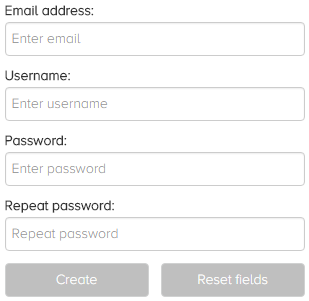 Email address:
Enter email
Username:
Enter username
Password:
Enter password
Repeat password:
Repeat password
Create Reset fields